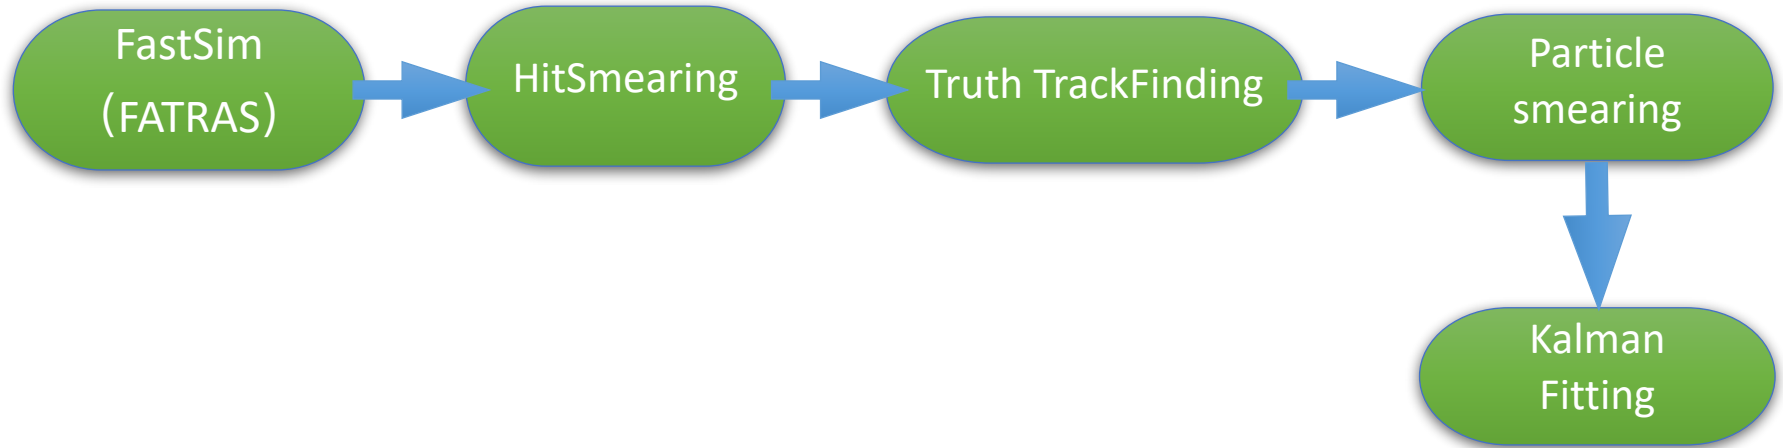 FastSim
(FATRAS)
HitSmearing
Truth TrackFinding
Particle
smearing
Kalman
Fitting